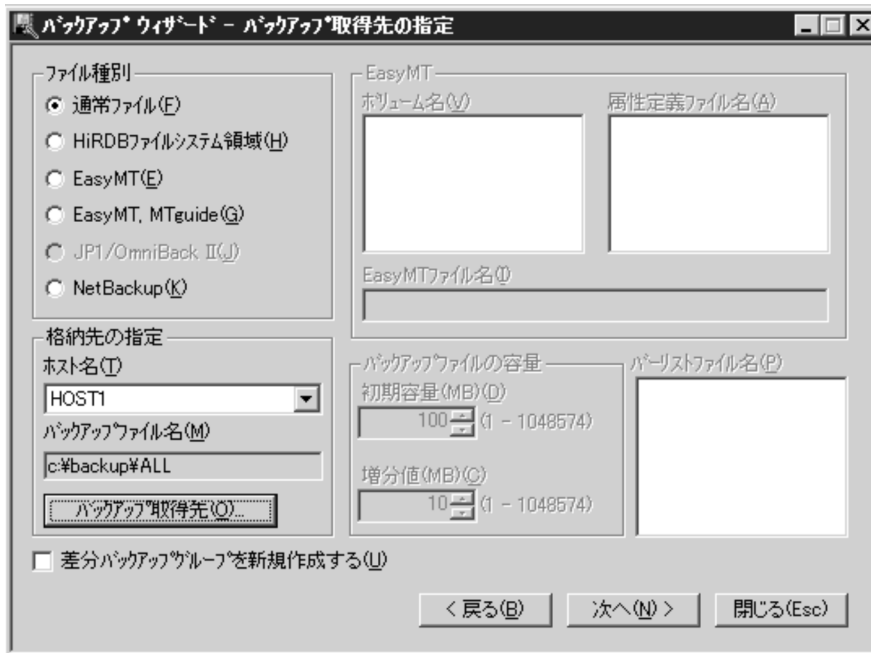 バックアップ ウィザード - バックアップ取得先の指定
ファイル種別
通常ファイル(F)
HiRDBファイルシステム領域(H)
EasyMT(E)
EasyMT, MTguide(G)
JP1/OmniBack II(J)
NetBackup(K)
EasyMT
ボリューム名(V)
属性定義ファイル名(A)
EasyMTファイル名(I)
格納先の指定
ホスト名(T)
HOST1
バックアップファイル名(M)
c:¥backup¥ALL
バックアップ取得先(O)...
バックアップファイルの容量
初期容量(MB)(D)
100 (1 - 1048574)
増分値(MB)(C)
10 (1 - 1048574)
バーリストファイル名(P)
差分バックアップグループを新規作成する(U)
< 戻る(B)
次へ(N) >
閉じる(Esc)